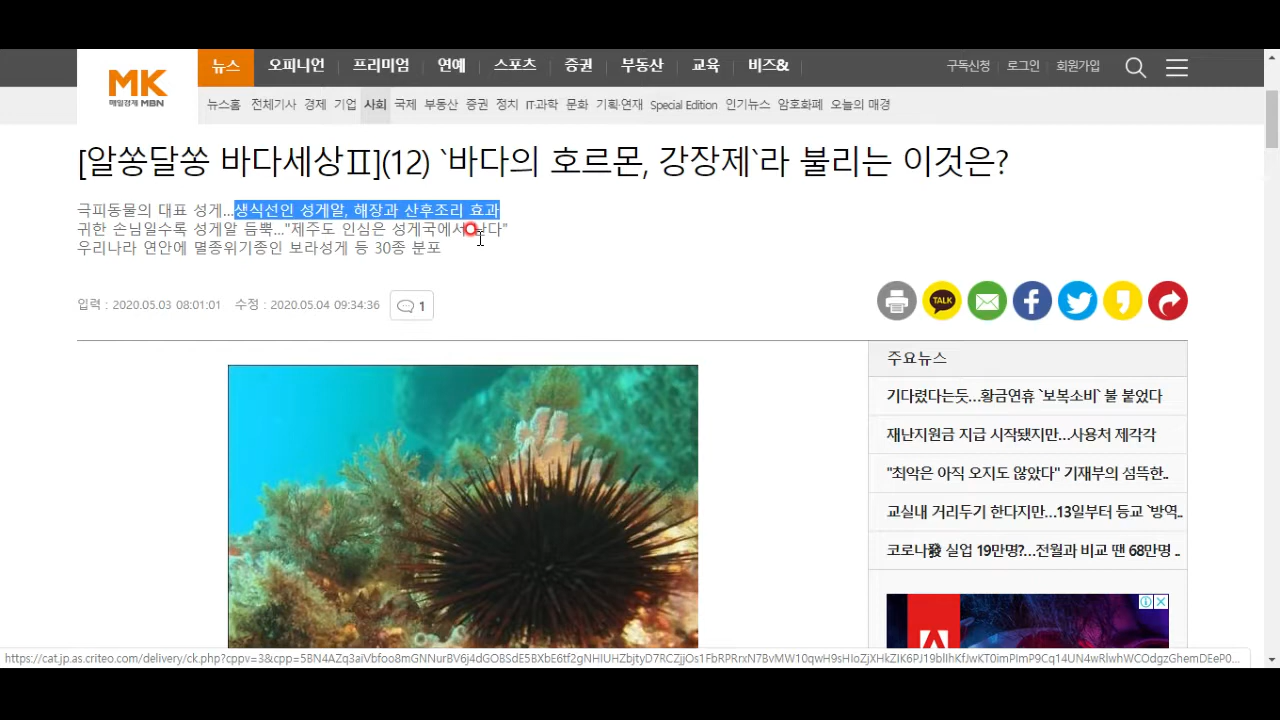 MK
매일경제 MBN
뉴스 오피니언 프리미엄 연예 스포츠 증권 부동산 교육 비즈&
구독신청 로그인 회원가입
뉴스홈 전체기사 경제 기업 사회 국제 부동산 증권 정치 IT·과학 문화 기획·연재 Special Edition 인기뉴스 암호화폐 오늘의 매경
[알쏭달쏭 바다세상Ⅱ](12) `바다의 호르몬, 강장제`라 불리는 이것은?
극피동물의 대표 성게...생식선인 성게알, 해장과 산후조리 효과
귀한 손님일수록 성게알 듬뿍..."제주도 인심은 성게국에서 난다"
우리나라 연안에 멸종위기종인 보라성게 등 30종 분포
입력 : 2020.05.03 08:01:01 수정 : 2020.05.04 09:34:36 1
TALK
주요뉴스
기다렸다는듯…황금연휴 `보복소비` 불 붙었다
재난지원금 지급 시작됐지만…사용처 제각각
"최악은 아직 오지도 않았다" 기재부의 섬뜩한..
교실내 거리두기 한다지만…13일부터 등교 `방역..
코로나發 실업 19만명?…전월과 비교 땐 68만명 ..